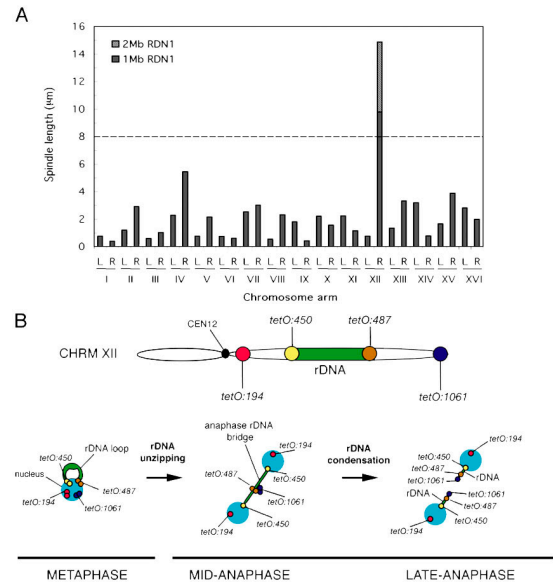 A
16
14
12
10
8
6
4
2
0
Spindle length (μm)
2Mb RDN1
1Mb RDN1
L R L R L R L R L R L R L R L R L R L R L R L R L R L R L R L R
I II III IV V VI VII VIII IX X XI XII XIII XIV XV XVI
Chromosome arm
B
CEN12
tetO:450
tetO:487
CHRM XII
rDNA
tetO:194
tetO:1061
tetO:450
rDNA loop
nucleus
tetO:194
tetO:487
tetO:1061
rDNA
unzipping
anaphase rDNA
bridge
tetO:194
tetO:487
tetO:450
tetO:1061
tetO:194
tetO:450
rDNA
condensation
tetO:194
tetO:450
tetO:487
tetO:1061
rDNA
rDNA
tetO:1061
tetO:487
tetO:450
tetO:194
METAPHASE
MID-ANAPHASE
LATE-ANAPHASE